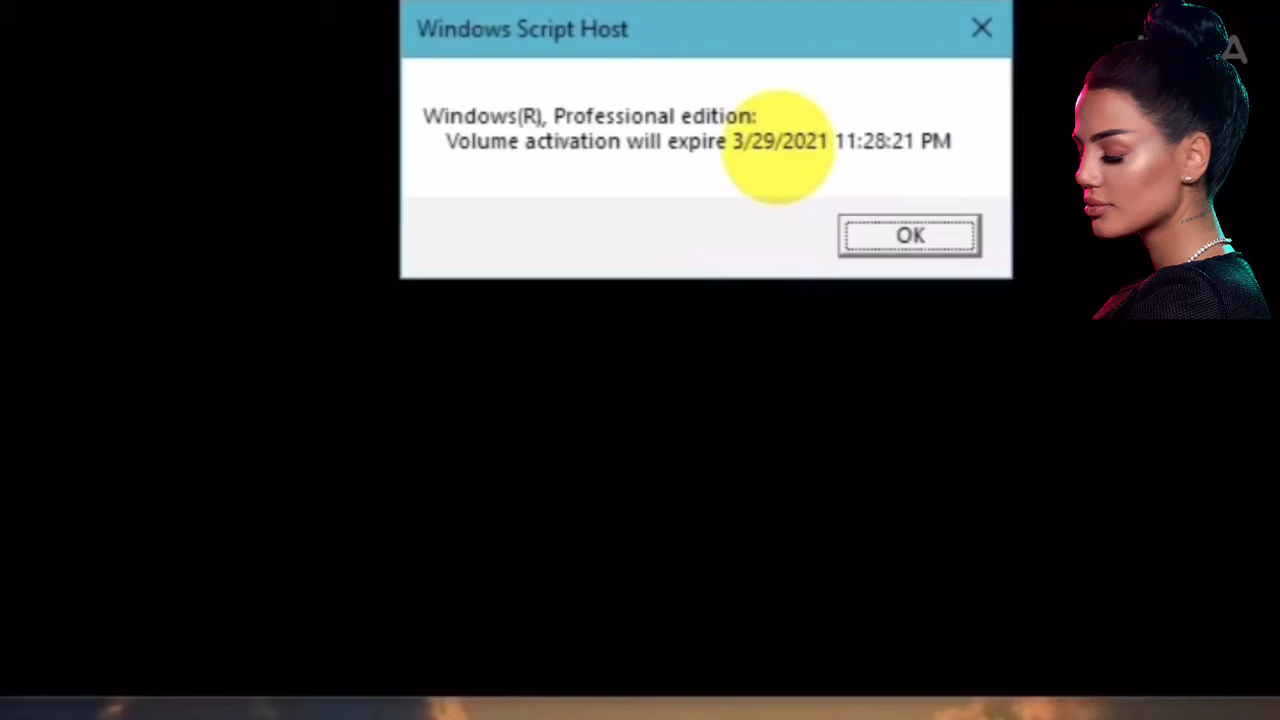 Windows Script Host
Windows(R), Professional edition:
Volume activation will expire 3/29/2021 11:28:21 PM
OK